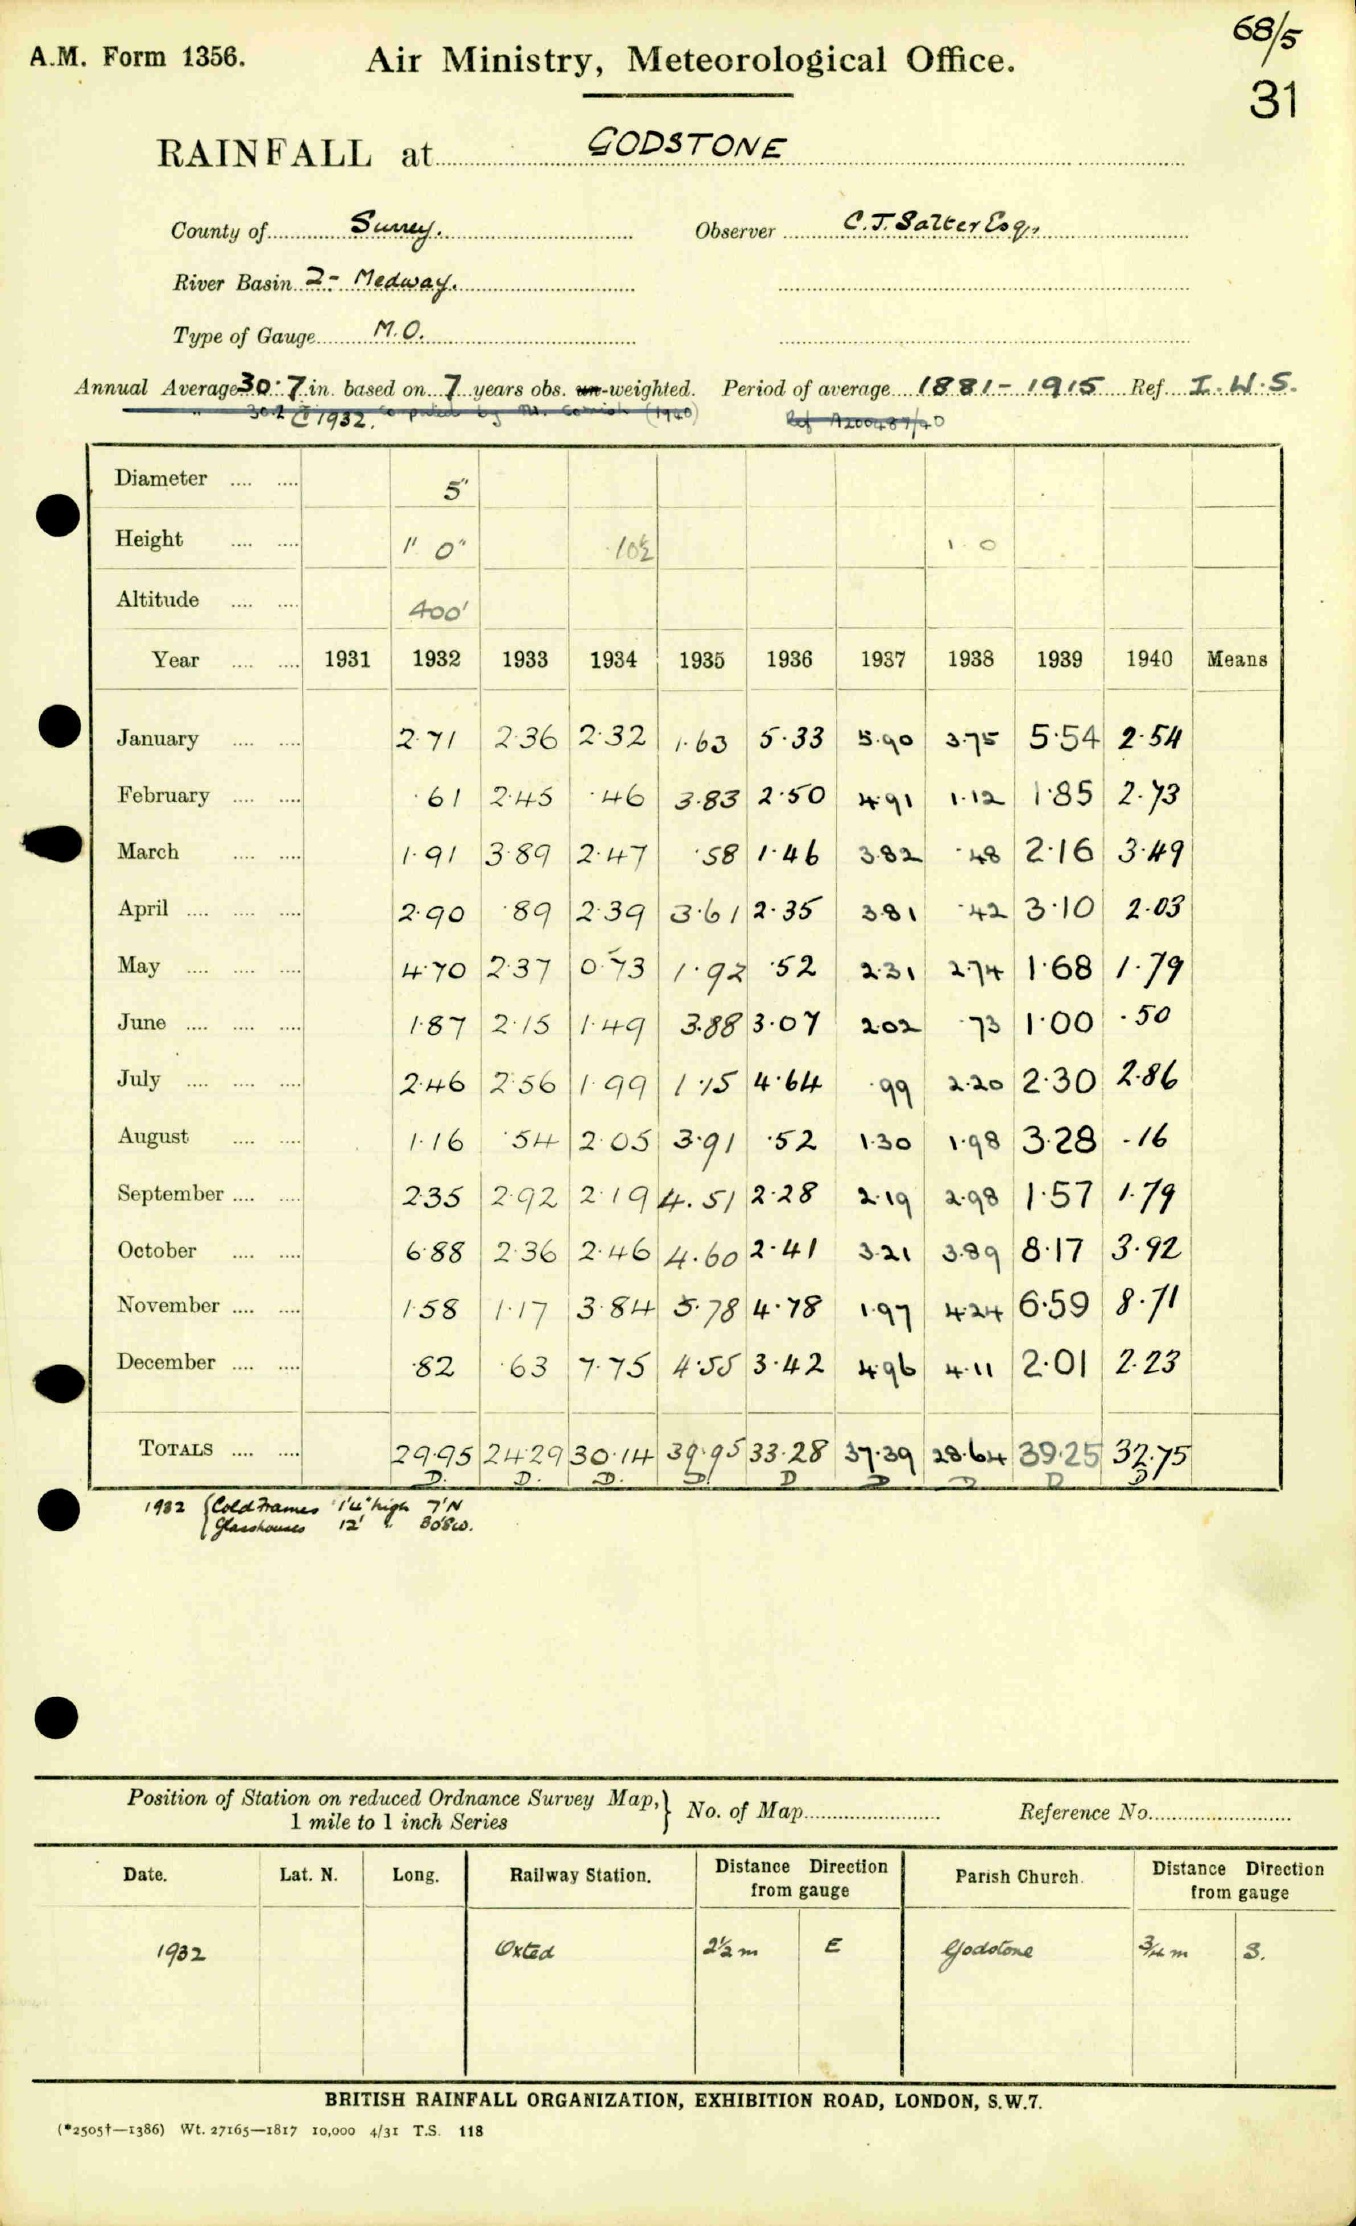 68/5
A.M. Form 1356. Air Ministry, Meteorological Office.
31
RAINFALL at GODSTONE
County of Surrey. Observer C. J. Salter Esq.,
River Basin 2- Medway.
Type of Gauge M.O.
Annual Average 30.7 in. based on 7 years obs. un-weighted. Period of average 1881-1915 Ref. I.W.S.
" 30.2 1932. by (1940) Ref A200487/40
Diameter 5"
Height 1' 0" 10½ 1 0
Altitude 400'
Year 1931 1932 1933 1934 1935 1936 1937 1938 1939 1940 Means
January 2.71 2.36 2.32 1.63 5.33 5.90 3.75 5.54 2.54
February .61 2.45 .46 3.83 2.50 4.91 1.12 1.85 2.73
March 1.91 3.89 2.47 .58 1.46 3.82 .48 2.16 3.49
April 2.90 .89 2.39 3.61 2.35 3.81 .42 3.10 2.03
May 4.70 2.37 0.73 1.92 .52 2.31 2.74 1.68 1.79
June 1.87 2.15 1.49 3.88 3.07 2.02 .73 1.00 .50
July 2.46 2.56 1.99 1.15 4.64 .99 2.20 2.30 2.86
August 1.16 .54 2.05 3.91 .52 1.30 1.98 3.28 .16
September 2.35 2.92 2.19 4.51 2.28 2.19 2.98 1.57 1.79
October 6.88 2.36 2.46 4.60 2.41 3.21 3.89 8.17 3.92
November 1.58 1.17 3.84 5.78 4.78 1.97 4.24 6.59 8.71
December .82 .63 7.75 4.55 3.42 4.96 4.11 2.01 2.23
TOTALS 29.95 24.29 30.14 39.95 33.28 37.39 28.64 39.25 32.75
D. D. D. D. D D D D D
1932 { Cold Frames 1'4" high 7'N
{ Glasshouses 12' " 30'SW.
Position of Station on reduced Ordnance Survey Map, } No. of Map Reference No.
1 mile to 1 inch Series
Date. Lat. N. Long. Railway Station. Distance Direction from gauge Parish Church. Distance Direction from gauge
1932 Oxted 2½ m E Godstone ¾ m S.
BRITISH RAINFALL ORGANIZATION, EXHIBITION ROAD, LONDON, S.W.7.
(*2505†—1386) Wt. 27165—1817 10,000 4/31 T.S. 118